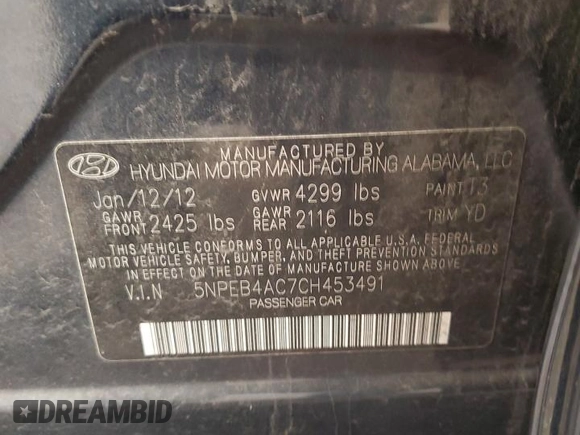 MANUFACTURED BY
HYUNDAI MOTOR MANUFACTURING ALABAMA, LLC
Jan/12/12 GVWR 4299 lbs PAINT T3
GAWR FRONT 2425 lbs GAWR REAR 2116 lbs TRIM YD
THIS VEHICLE CONFORMS TO ALL APPLICABLE U.S.A. FEDERAL
MOTOR VEHICLE SAFETY, BUMPER, AND THEFT PREVENTION STANDARDS
IN EFFECT ON THE DATE OF MANUFACTURE SHOWN ABOVE.
V.I.N 5NPEB4AC7CH453491
PASSENGER CAR
DREAMBID